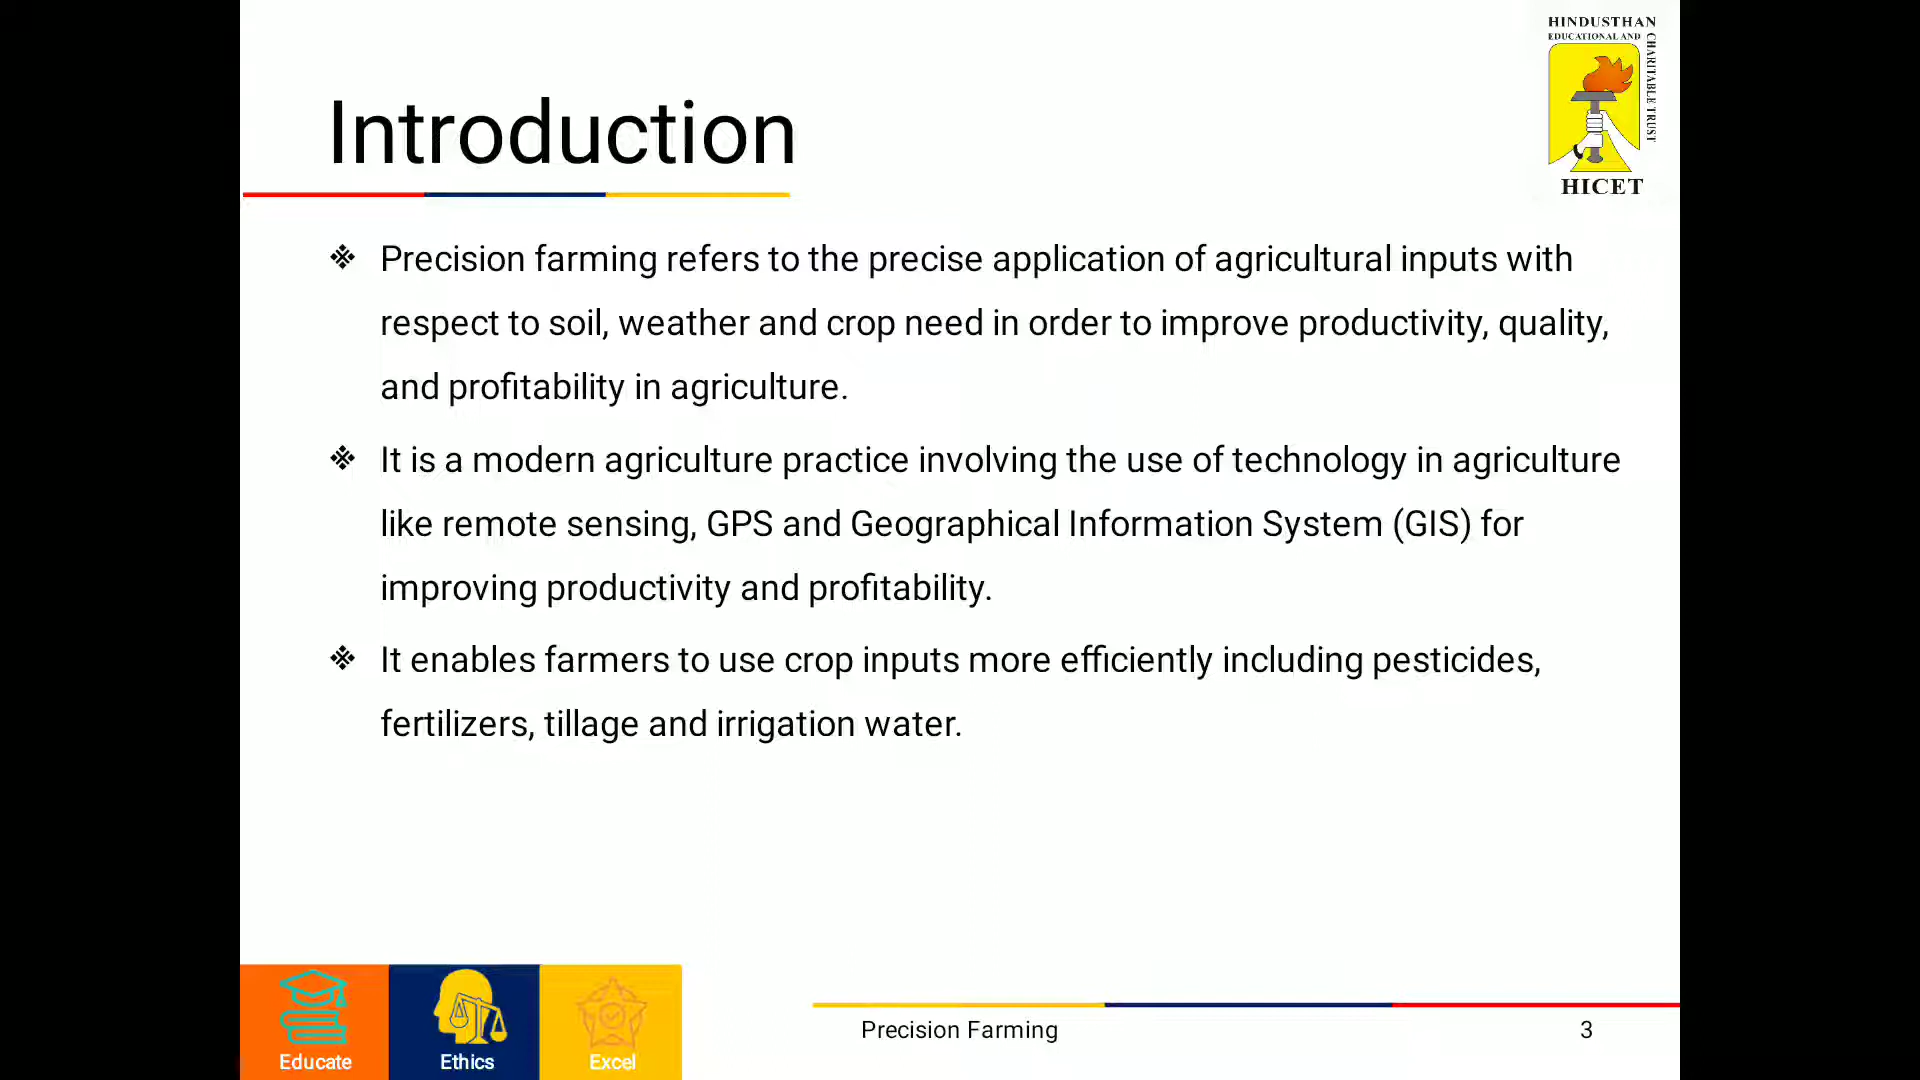 HINDUSTHAN
EDUCATIONAL AND
CHARITABLE TRUST
HICET
Introduction
❖ Precision farming refers to the precise application of agricultural inputs with
respect to soil, weather and crop need in order to improve productivity, quality,
and profitability in agriculture.
❖ It is a modern agriculture practice involving the use of technology in agriculture
like remote sensing, GPS and Geographical Information System (GIS) for
improving productivity and profitability.
❖ It enables farmers to use crop inputs more efficiently including pesticides,
fertilizers, tillage and irrigation water.
Educate
Ethics
Excel
Precision Farming
3